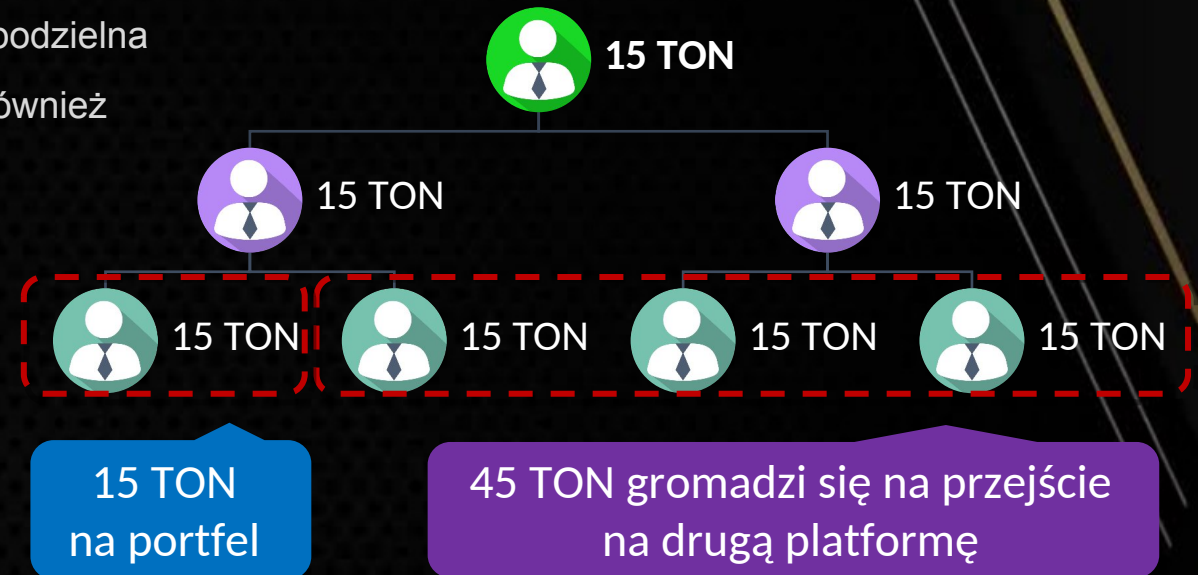 podzielna
15 TON
ównież
15 TON
15 TON
15 TON
15 TON
15 TON
15 TON
15 TON
na portfel
45 TON gromadzi się na przejście
na drugą platformę